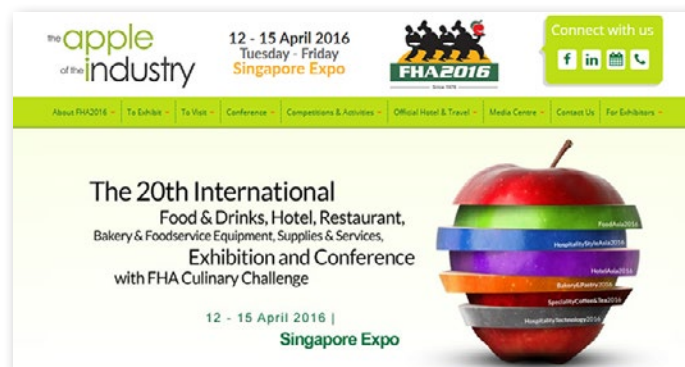 the apple
of the industry
12 - 15 April 2016
Tuesday - Friday
Singapore Expo
FHA2016
Since 1978
Connect with us
About FHA2016
To Exhibit
To Visit
Conference
Competitions & Activities
Official Hotel & Travel
Media Centre
Contact Us
For Exhibitors
The 20th International
Food & Drinks, Hotel, Restaurant,
Bakery & Foodservice Equipment, Supplies & Services,
Exhibition and Conference
with FHA Culinary Challenge
12 - 15 April 2016 |
Singapore Expo
FoodAsia2016
HospitalityStyleAsia2016
HotelAsia2016
Bakery&Pastry2016
SpecialityCoffee&Tea2016
HospitalityTechnology2016